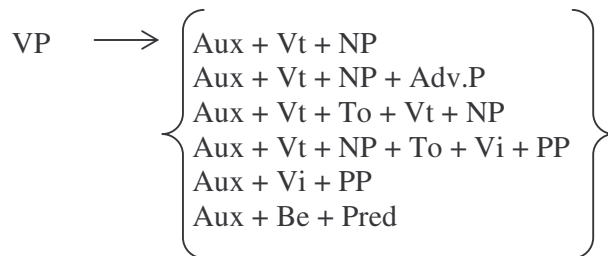 VP ⟶ Aux + Vt + NP
Aux + Vt + NP + Adv.P
Aux + Vt + To + Vt + NP
Aux + Vt + NP + To + Vi + PP
Aux + Vi + PP
Aux + Be + Pred